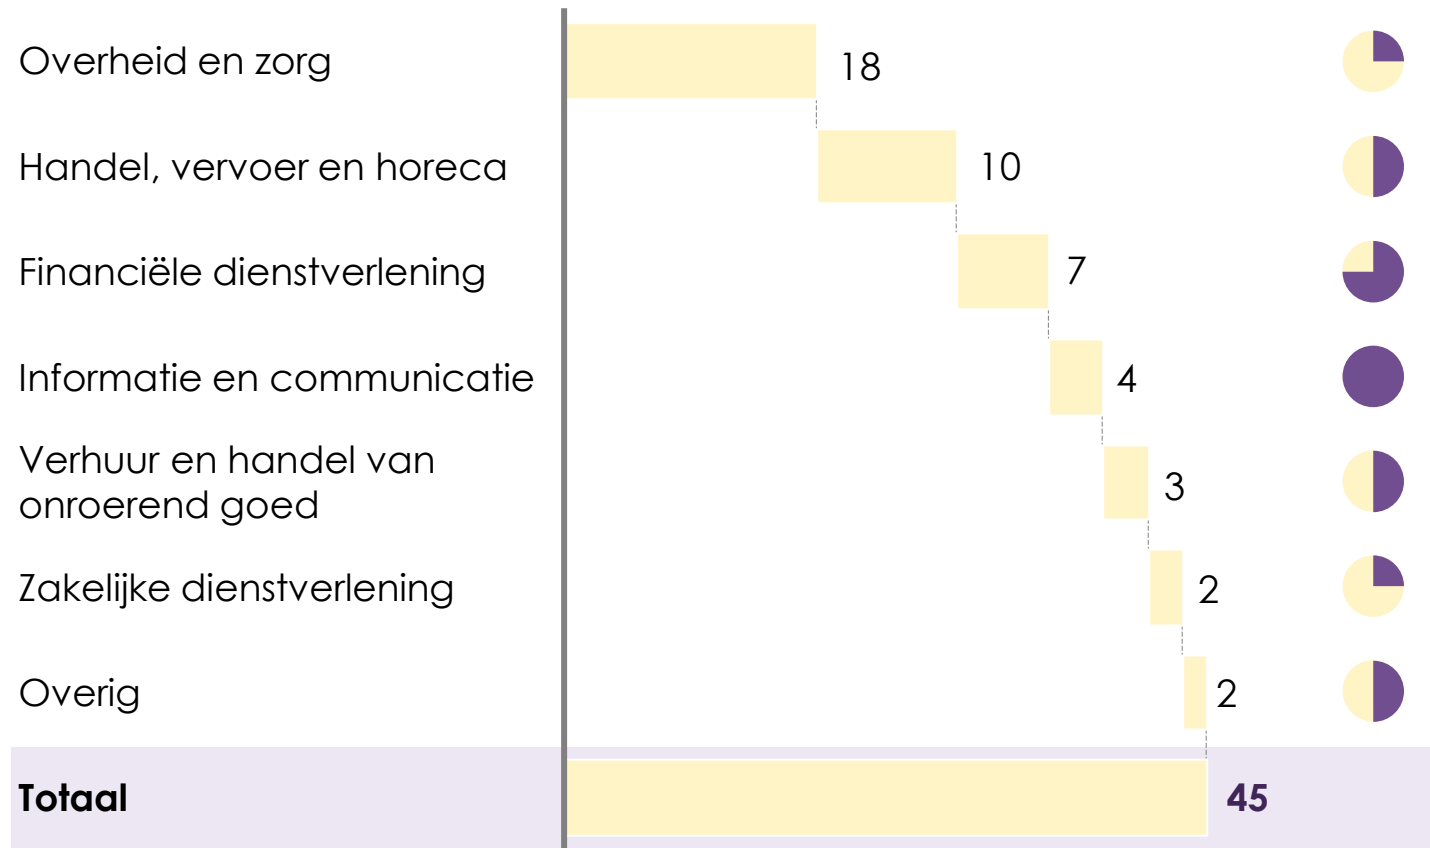 Overheid en zorg
18
Handel, vervoer en horeca
10
Financiële dienstverlening
7
Informatie en communicatie
4
Verhuur en handel van
onroerend goed
3
Zakelijke dienstverlening
2
Overig
2
Totaal
45